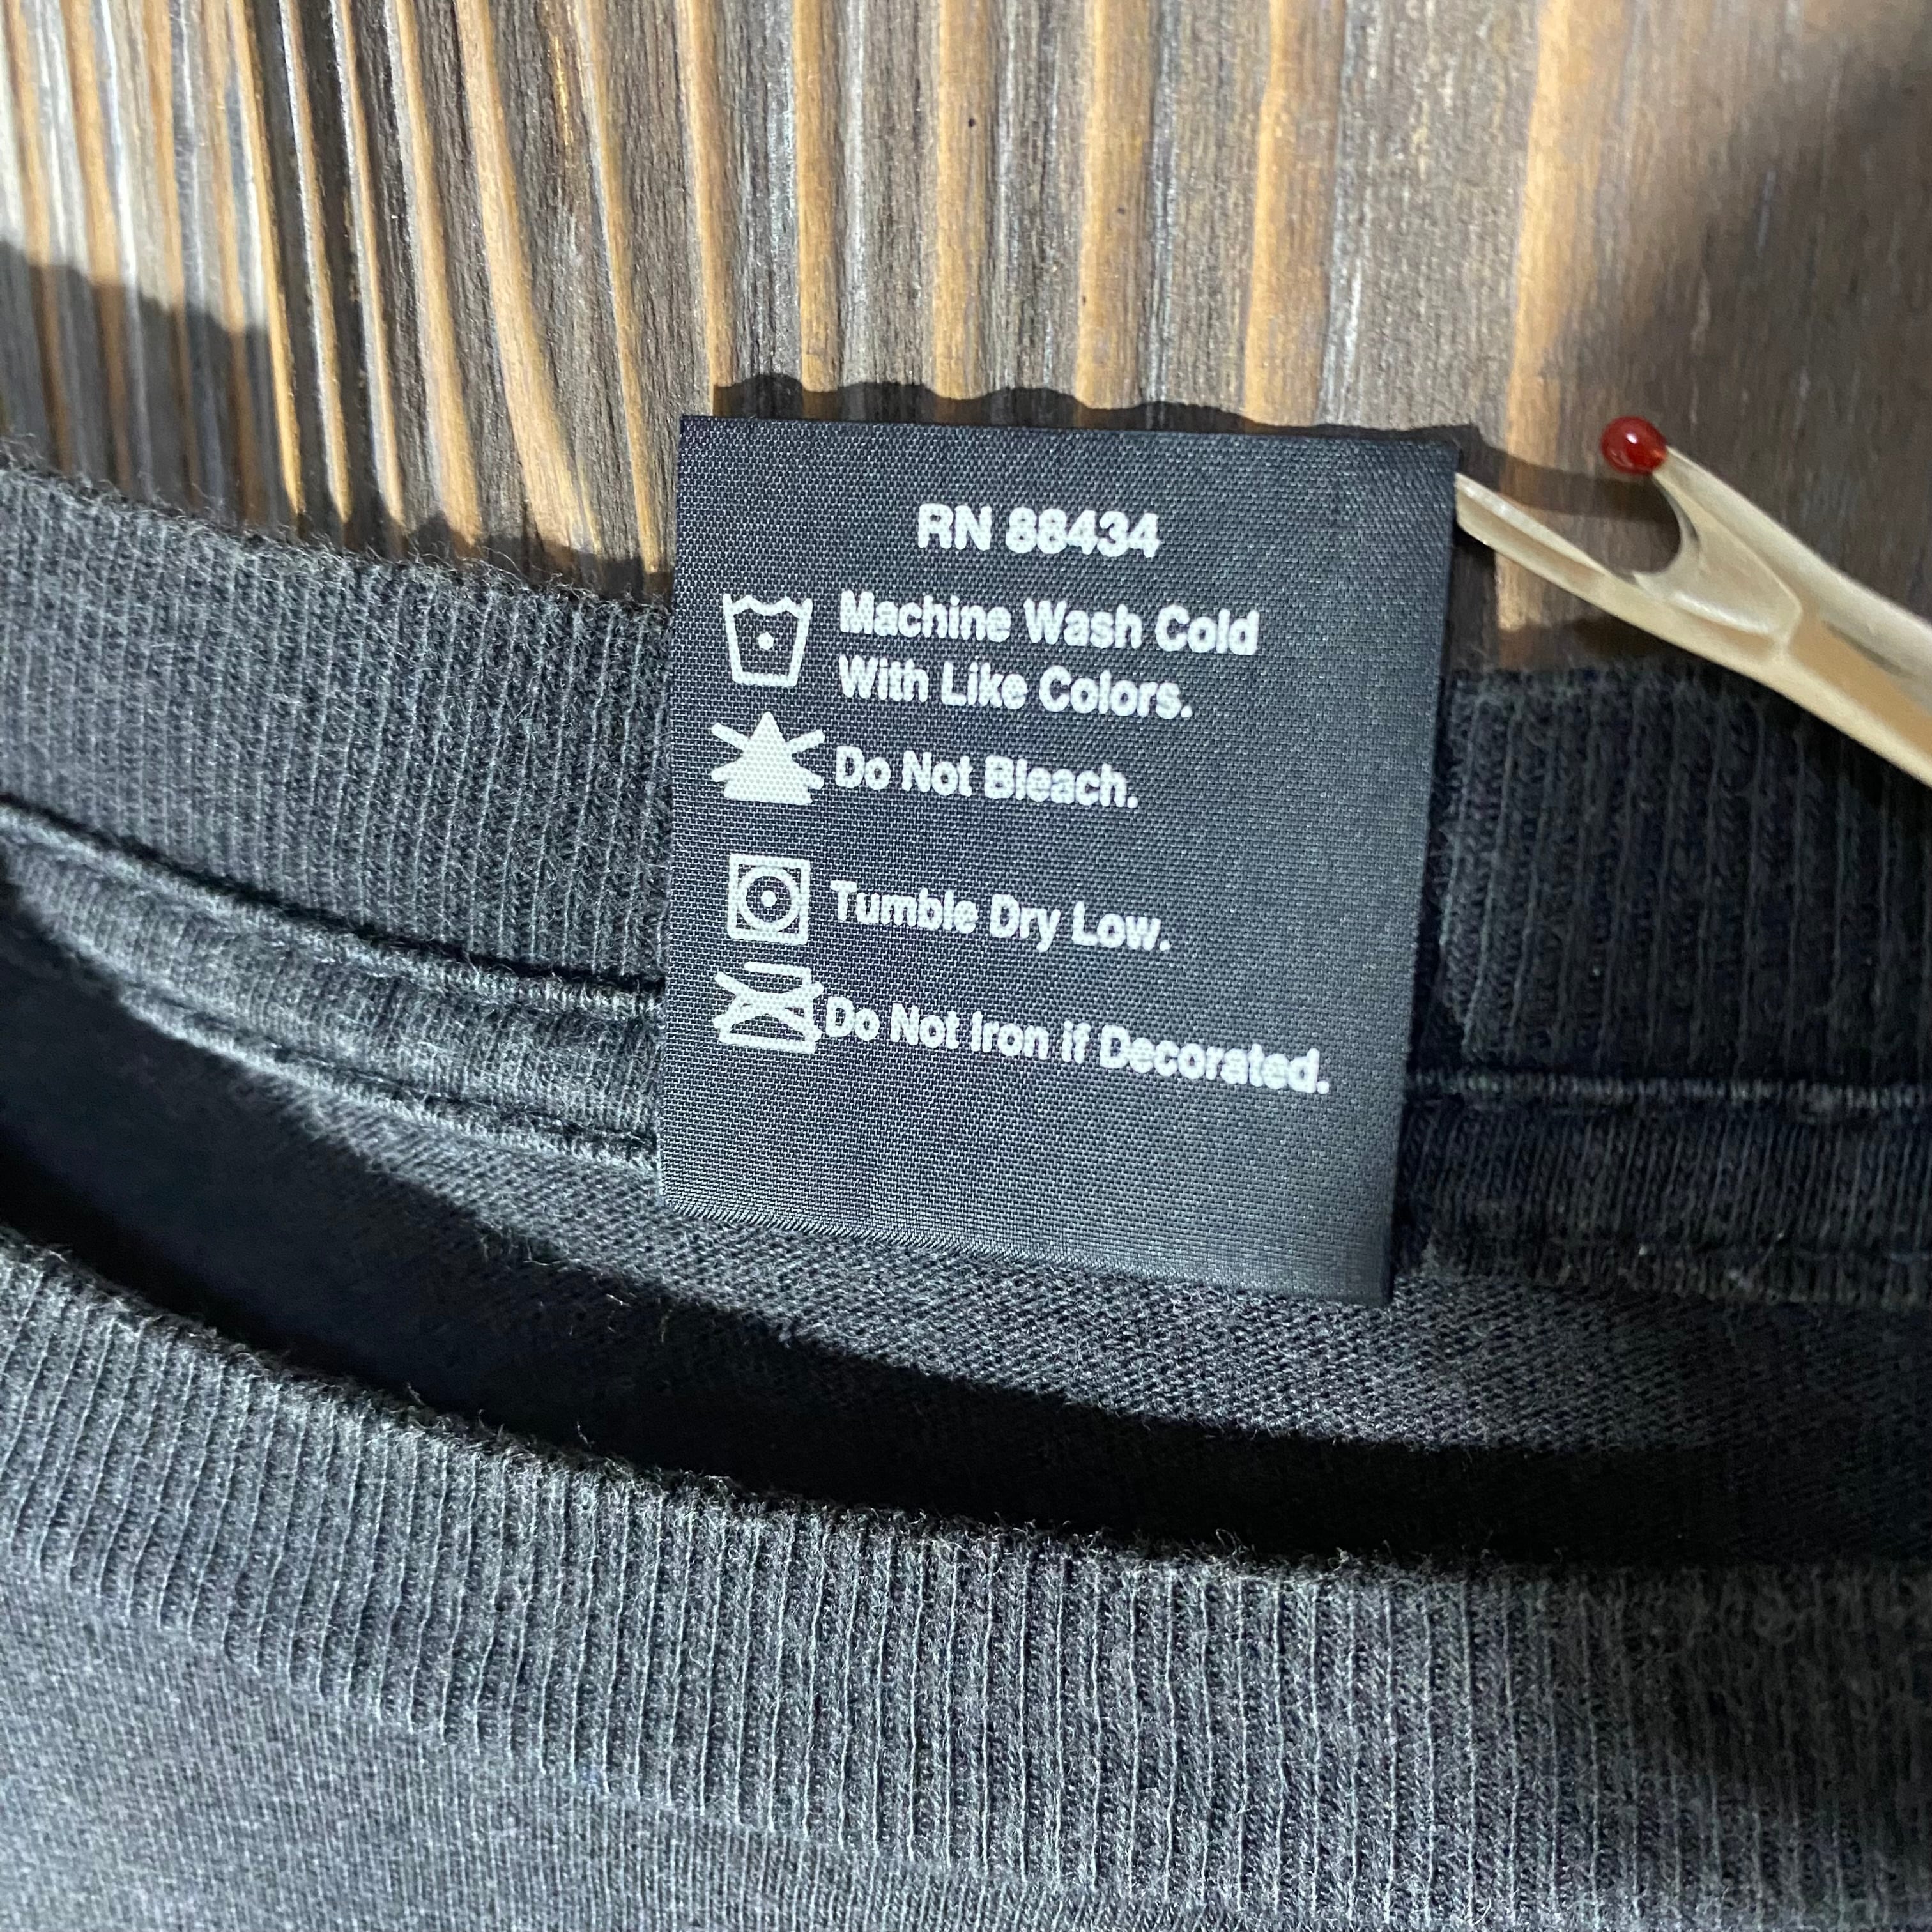 RN 88434
Machine Wash Cold
With Like Colors.
Do Not Bleach.
Tumble Dry Low.
Do Not Iron if Decorated.